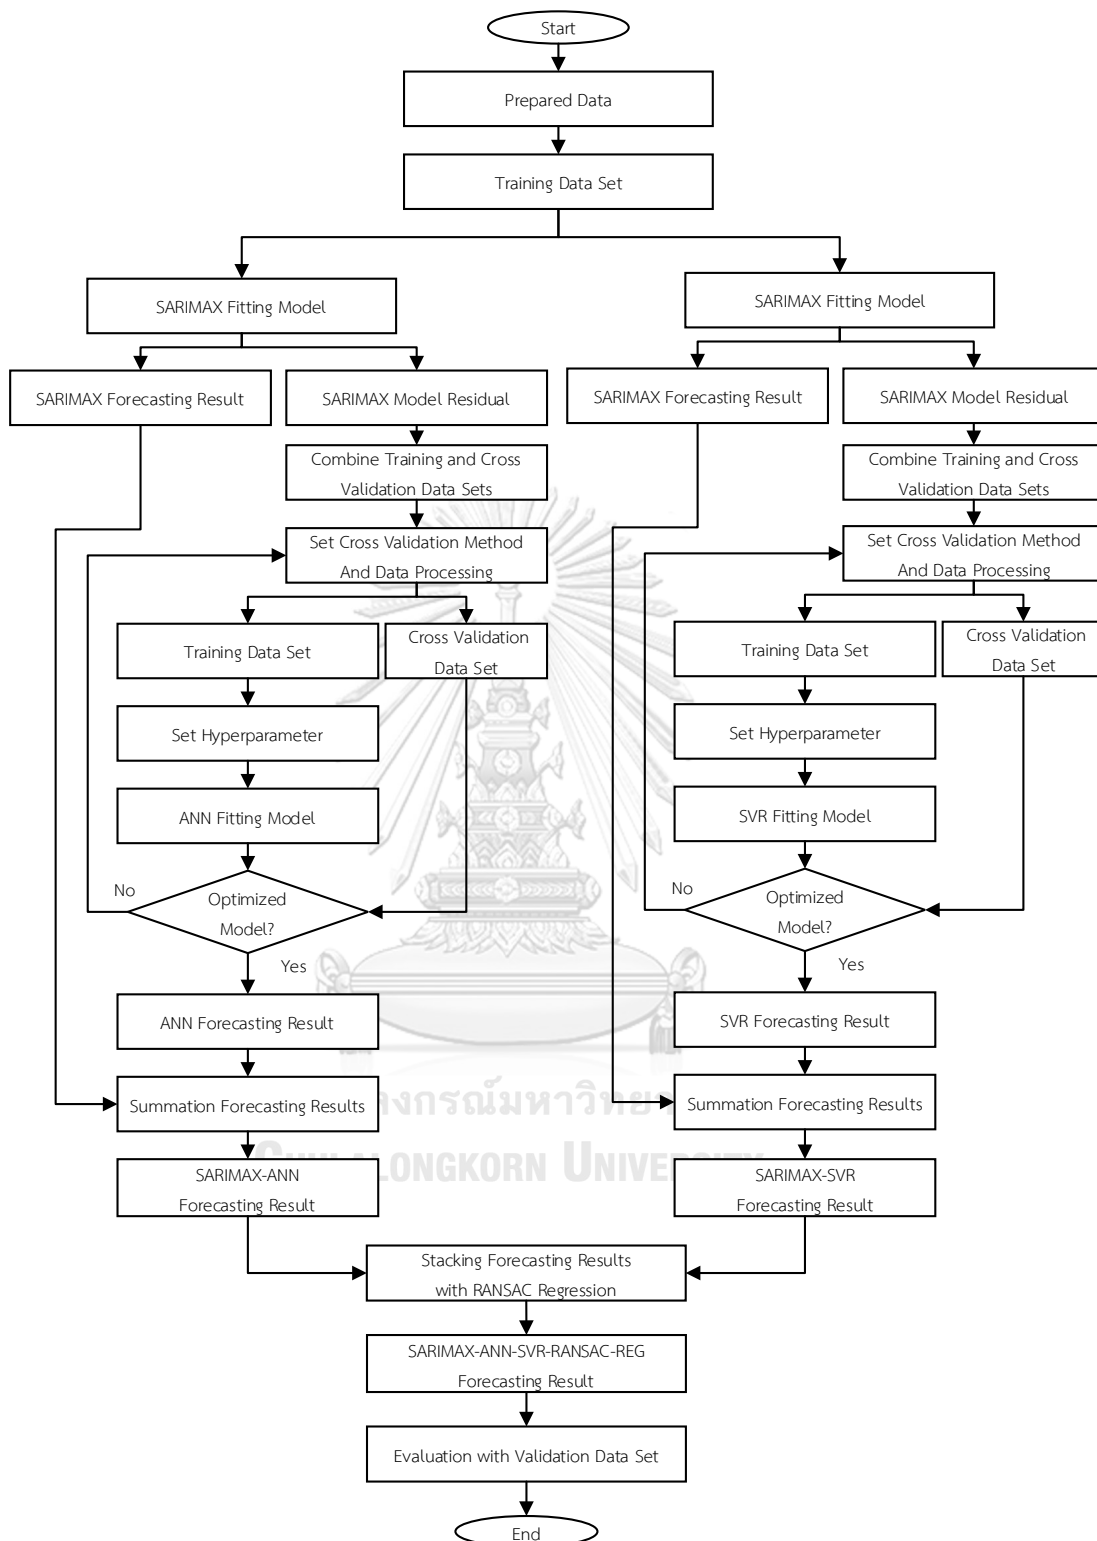 Start
Prepared Data
Training Data Set
SARIMAX Fitting Model
SARIMAX Forecasting Result
SARIMAX Model Residual
Combine Training and Cross
Validation Data Sets
Set Cross Validation Method
And Data Processing
Training Data Set
Cross Validation
Data Set
Set Hyperparameter
ANN Fitting Model
No
Optimized
Model?
Yes
ANN Forecasting Result
Summation Forecasting Results
SARIMAX-ANN
Forecasting Result
SARIMAX Fitting Model
SARIMAX Forecasting Result
SARIMAX Model Residual
Combine Training and Cross
Validation Data Sets
Set Cross Validation Method
And Data Processing
Training Data Set
Cross Validation
Data Set
Set Hyperparameter
SVR Fitting Model
No
Optimized
Model?
Yes
SVR Forecasting Result
Summation Forecasting Results
SARIMAX-SVR
Forecasting Result
Stacking Forecasting Results
with RANSAC Regression
SARIMAX-ANN-SVR-RANSAC-REG
Forecasting Result
Evaluation with Validation Data Set
End